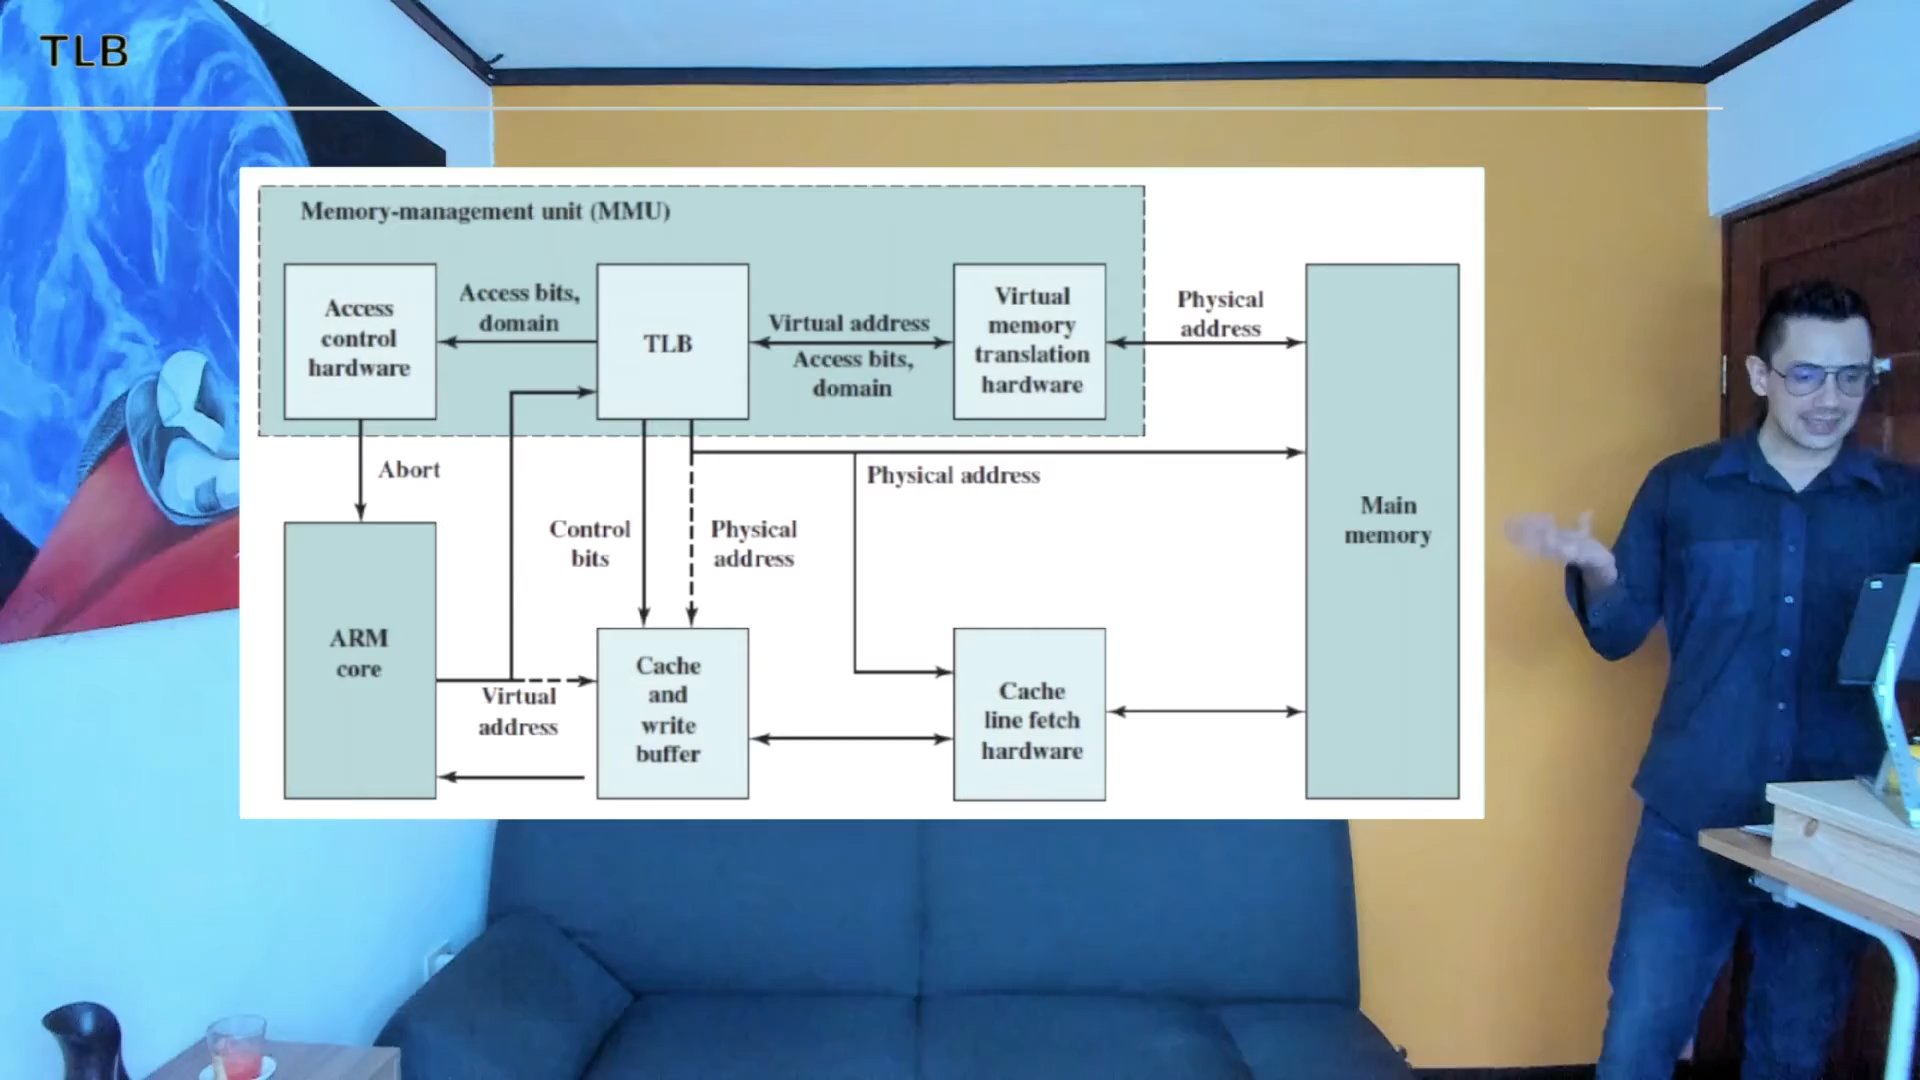 TLB
Memory-management unit (MMU)
Access
control
hardware
Access bits,
domain
TLB
Virtual address
Access bits,
domain
Virtual
memory
translation
hardware
Physical
address
Abort
Physical address
Control
bits
Physical
address
Main
memory
ARM
core
Virtual
address
Cache
and
write
buffer
Cache
line fetch
hardware